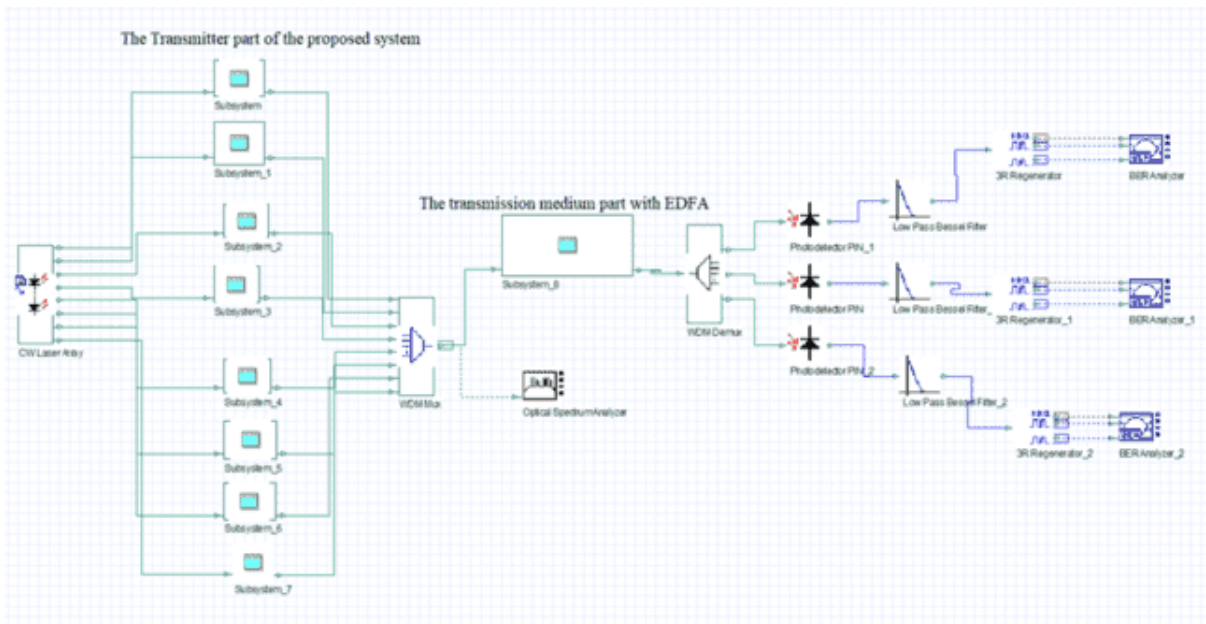 The Transmitter part of the proposed system
Subsystem
Subsystem_1
Subsystem_2
Subsystem_3
CW Laser Array
Subsystem_4
Subsystem_5
Subsystem_6
Subsystem_7
WDM Mux
Optical Spectrum Analyzer
The transmission medium part with EDFA
Subsystem_8
WDM Demux
Photodetector PIN_1
Photodetector PIN
Photodetector PIN_2
Low Pass Bessel Filter
Low Pass Bessel Filter_
Low Pass Bessel Filter_2
3R Regenerator
BER Analyzer
3R Regenerator_1
BER Analyzer_1
3R Regenerator_2
BER Analyzer_2